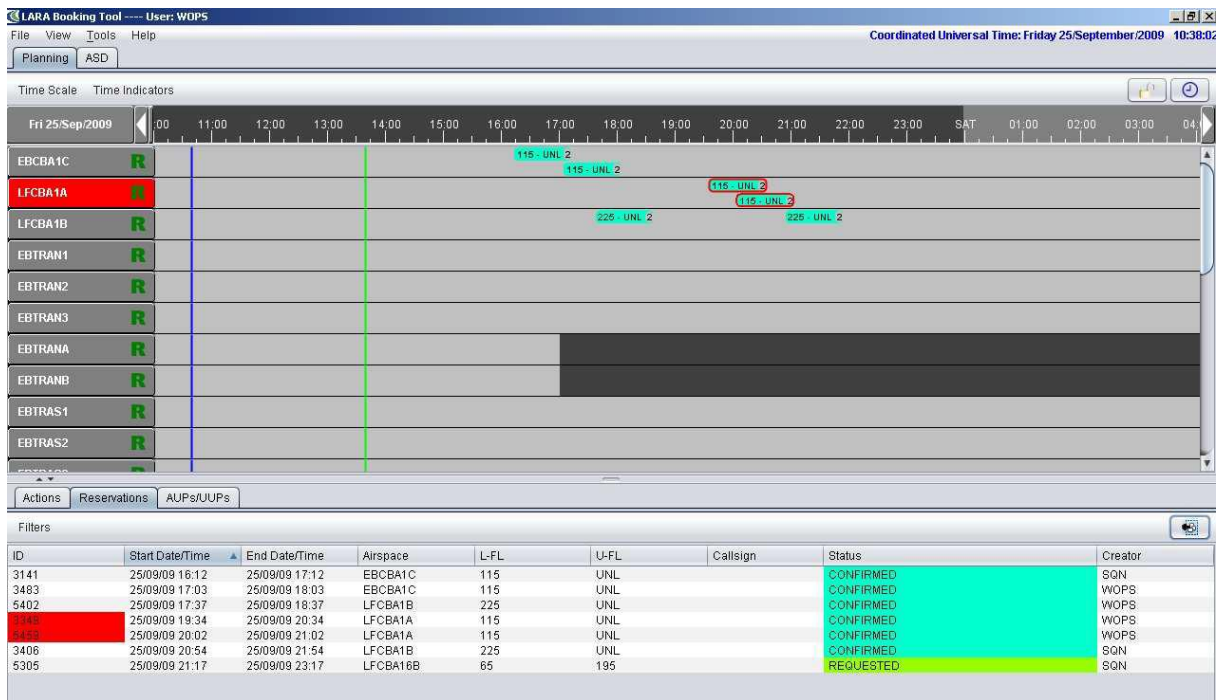 LARA Booking Tool ---- User: WOPS
File View Tools Help
Coordinated Universal Time: Friday 25/September/2009 10:38:02
Planning ASD
Time Scale Time Indicators
Fri 25/Sep/2009 :00 11:00 12:00 13:00 14:00 15:00 16:00 17:00 18:00 19:00 20:00 21:00 22:00 23:00 SAT 01:00 02:00 03:00 04:
EBCBA1C R 115 - UNL 2
115 - UNL 2
LFCBA1A R 115 - UNL 2
115 - UNL 2
LFCBA1B R 225 - UNL 2 225 - UNL 2
EBTRAN1 R
EBTRAN2 R
EBTRAN3 R
EBTRANA R
EBTRANB R
EBTRAS1 R
EBTRAS2 R
Actions Reservations AUPs/UUPs
Filters
ID Start Date/Time End Date/Time Airspace L-FL U-FL Callsign Status Creator
3141 25/09/09 16:12 25/09/09 17:12 EBCBA1C 115 UNL CONFIRMED SQN
3483 25/09/09 17:03 25/09/09 18:03 EBCBA1C 115 UNL CONFIRMED WOPS
5402 25/09/09 17:37 25/09/09 18:37 LFCBA1B 225 UNL CONFIRMED WOPS
25/09/09 19:34 25/09/09 20:34 LFCBA1A 115 UNL CONFIRMED WOPS
25/09/09 20:02 25/09/09 21:02 LFCBA1A 115 UNL CONFIRMED WOPS
3406 25/09/09 20:54 25/09/09 21:54 LFCBA1B 225 UNL CONFIRMED SQN
5305 25/09/09 21:17 25/09/09 23:17 LFCBA16B 65 195 REQUESTED SQN